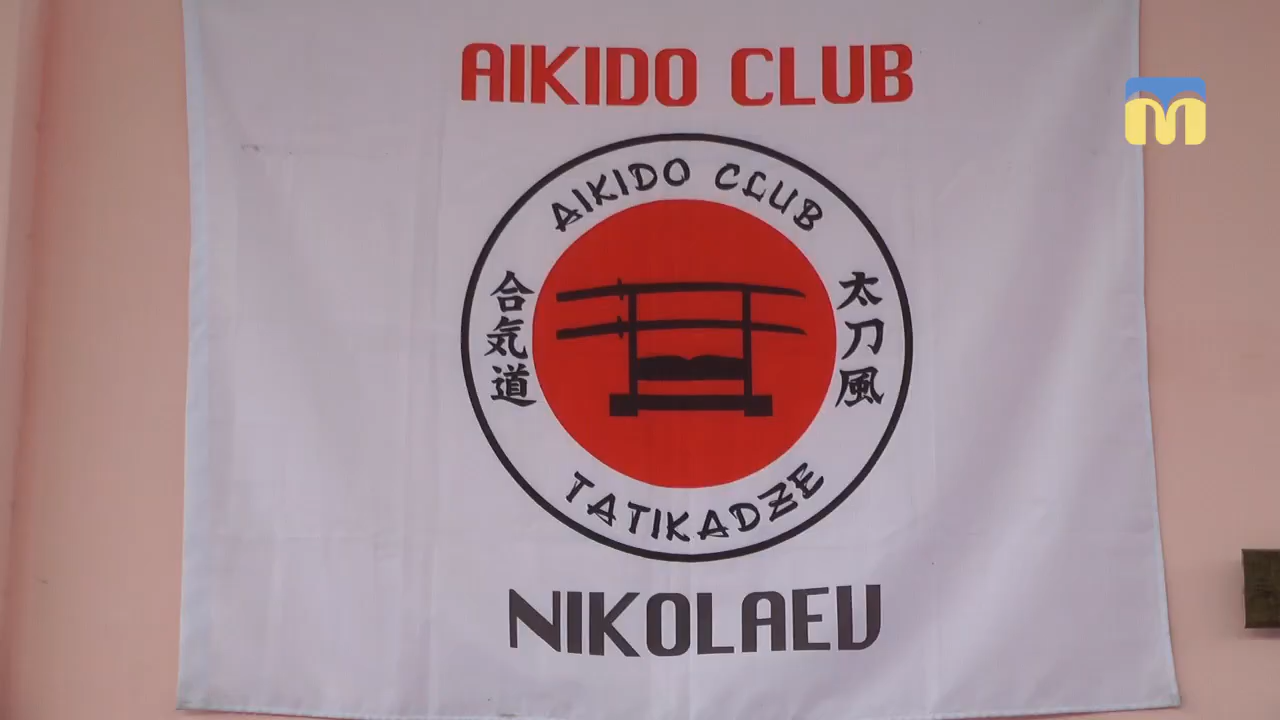 AIKIDO CLUB
AIKIDO CLUB
合気道
太刀風
TATIKADZE
NIKOLAEV
M